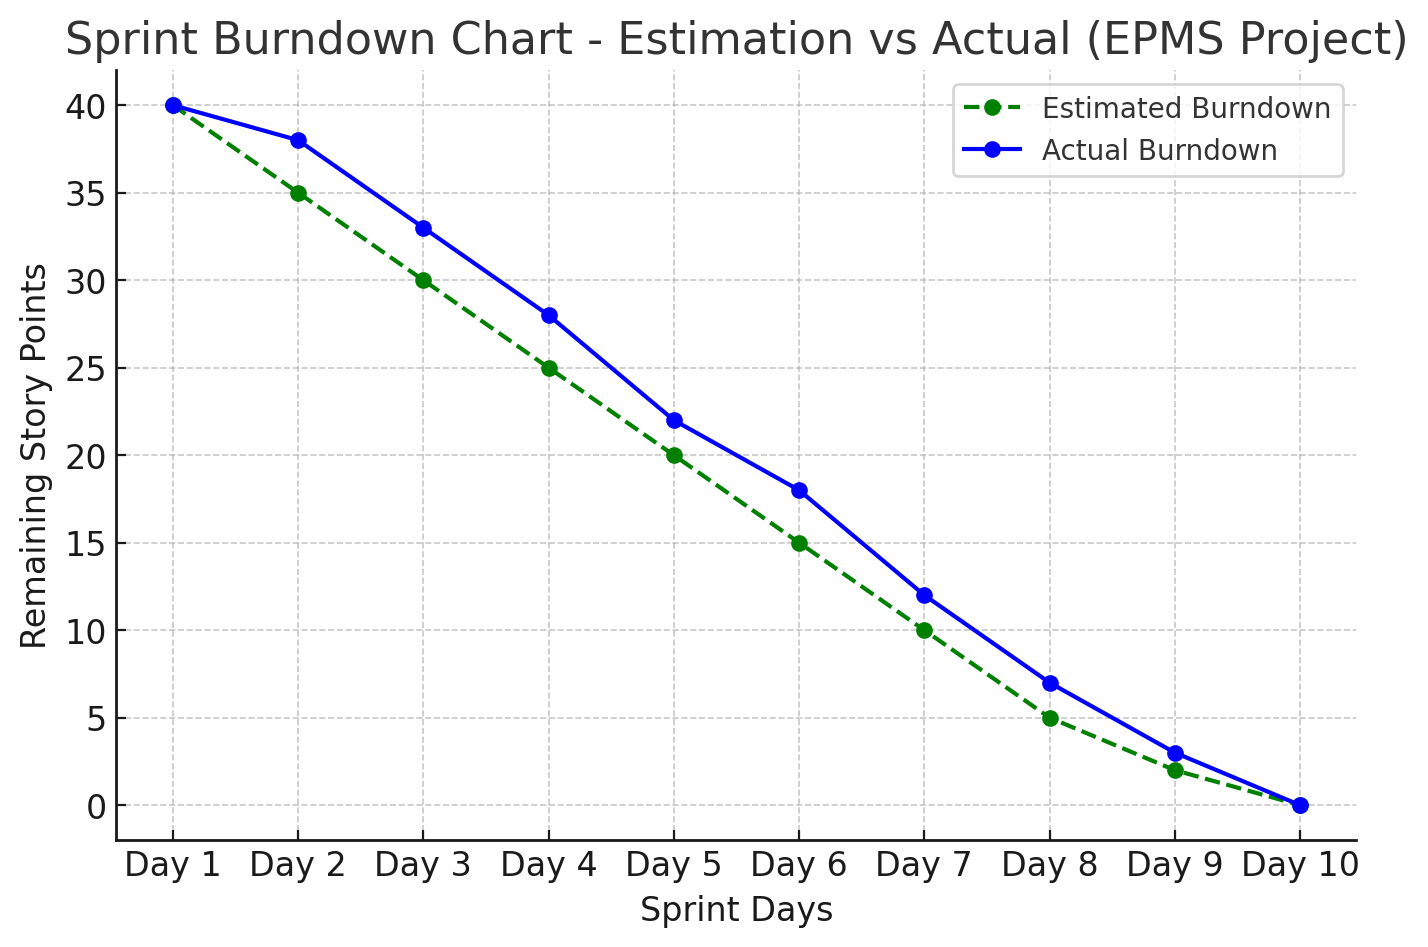 Sprint Burndown Chart - Estimation vs Actual (EPMS Project)
Estimated Burndown
Actual Burndown
Remaining Story Points
40
35
30
25
20
15
10
5
0
Day 1 Day 2 Day 3 Day 4 Day 5 Day 6 Day 7 Day 8 Day 9 Day 10
Sprint Days